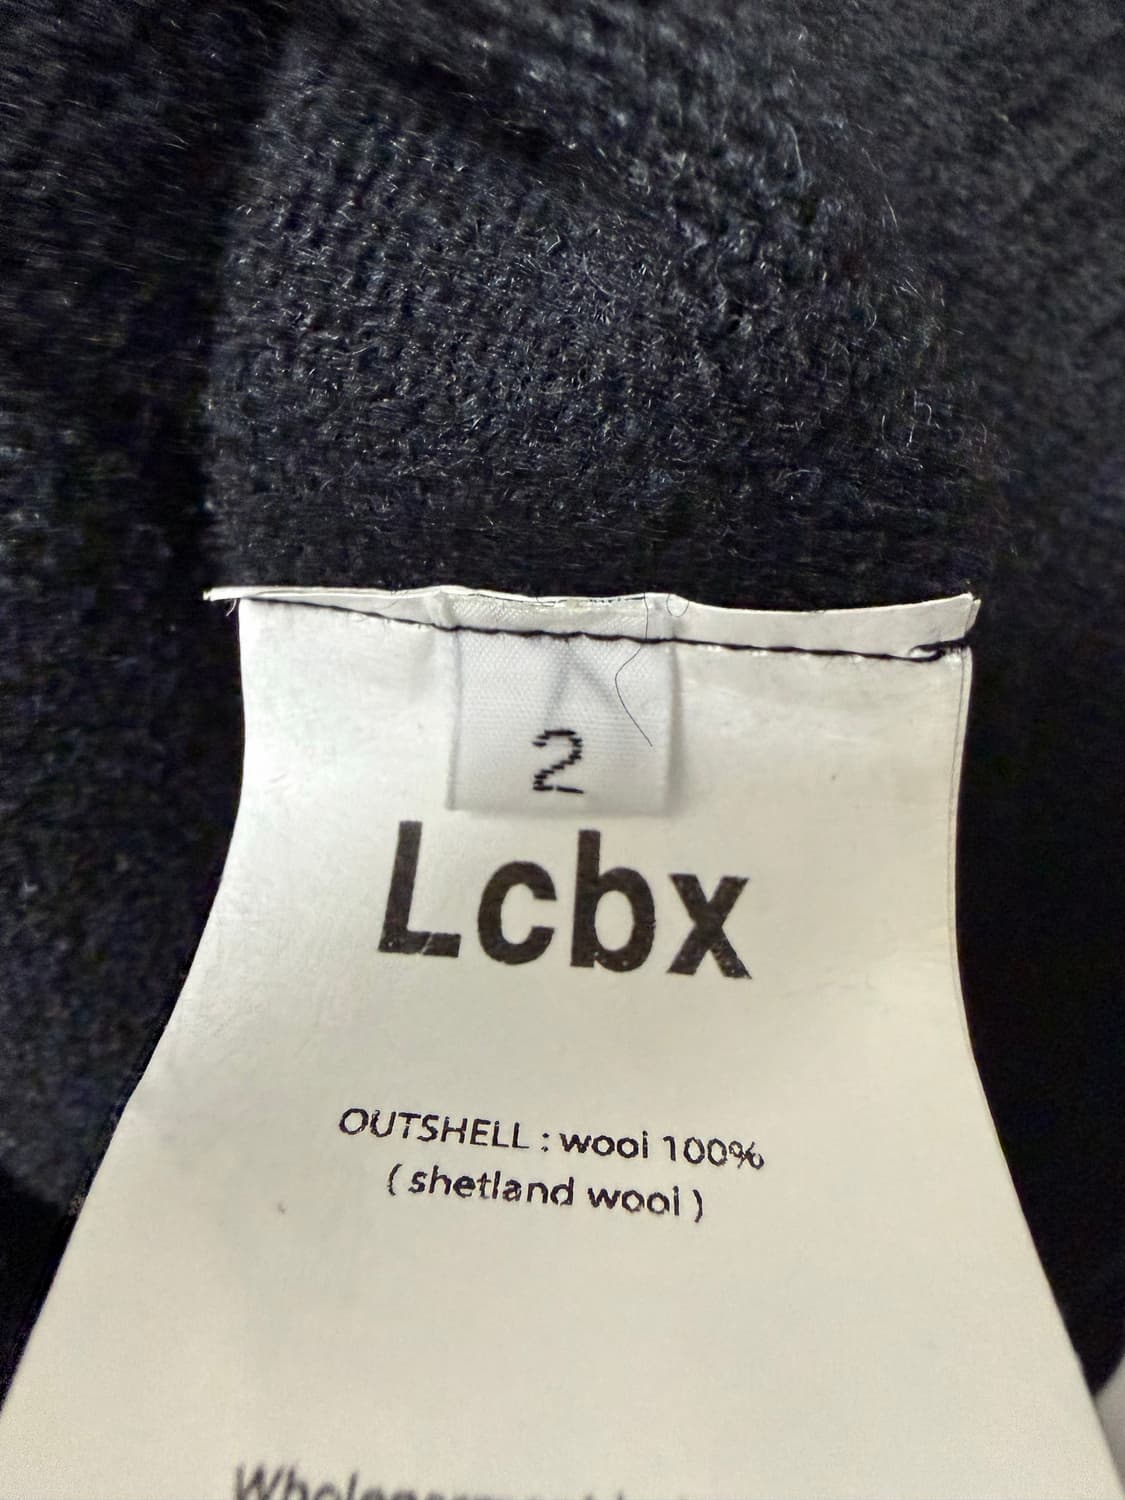 2
Lcbx
OUTSHELL : wool 100%
( shetland wool )